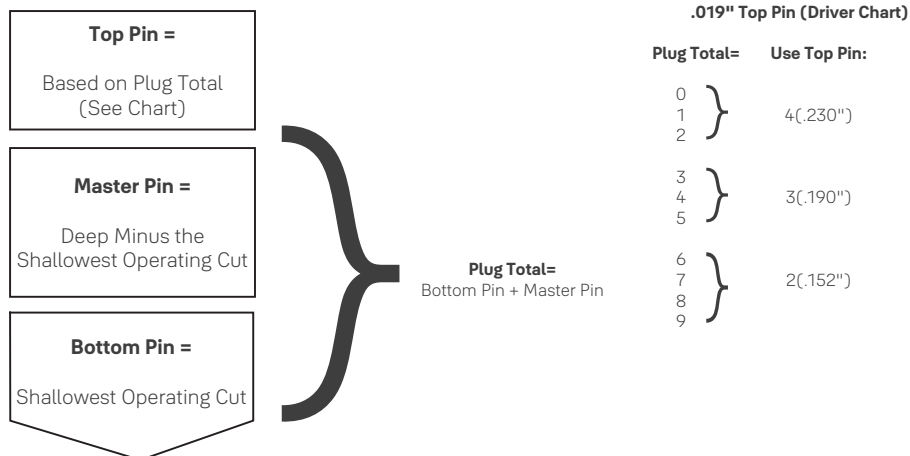 Top Pin =
Based on Plug Total
(See Chart)
Master Pin =
Deep Minus the
Shallowest Operating Cut
Bottom Pin =
Shallowest Operating Cut
Plug Total=
Bottom Pin + Master Pin
.019" Top Pin (Driver Chart)
Plug Total= Use Top Pin:
0
1
2
4(.230")
3
4
5
3(.190")
6
7
8
9
2(.152")